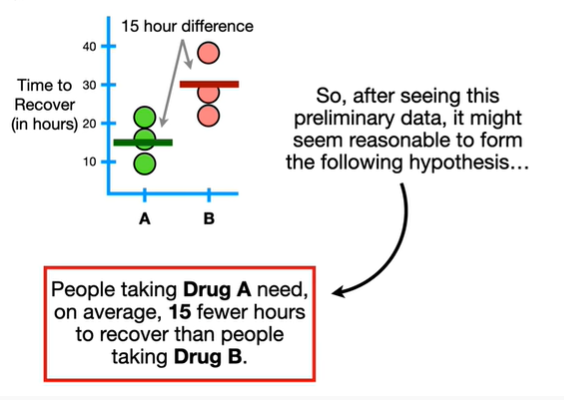 15 hour difference
40
30
20
10
Time to
Recover
(in hours)
A
B
So, after seeing this
preliminary data, it might
seem reasonable to form
the following hypothesis…
People taking Drug A need,
on average, 15 fewer hours
to recover than people
taking Drug B.